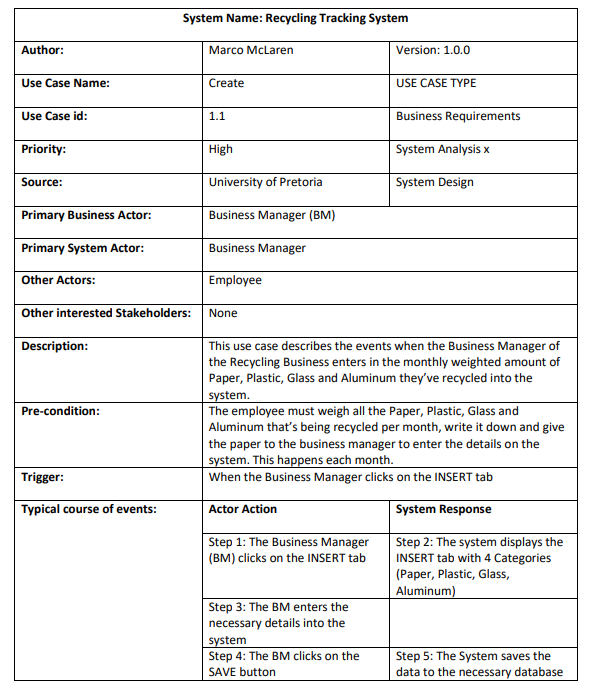 System Name: Recycling Tracking System
Author: Marco McLaren Version: 1.0.0
Use Case Name: Create USE CASE TYPE
Use Case id: 1.1 Business Requirements
Priority: High System Analysis x
Source: University of Pretoria System Design
Primary Business Actor: Business Manager (BM)
Primary System Actor: Business Manager
Other Actors: Employee
Other interested Stakeholders: None
Description: This use case describes the events when the Business Manager of
the Recycling Business enters in the monthly weighted amount of
Paper, Plastic, Glass and Aluminum they’ve recycled into the
system.
Pre-condition: The employee must weigh all the Paper, Plastic, Glass and
Aluminum that’s being recycled per month, write it down and give
the paper to the business manager to enter the details on the
system. This happens each month.
Trigger: When the Business Manager clicks on the INSERT tab
Typical course of events: Actor Action System Response
Step 1: The Business Manager
(BM) clicks on the INSERT tab
Step 2: The system displays the
INSERT tab with 4 Categories
(Paper, Plastic, Glass,
Aluminum)
Step 3: The BM enters the
necessary details into the
system
Step 4: The BM clicks on the
SAVE button
Step 5: The System saves the
data to the necessary database